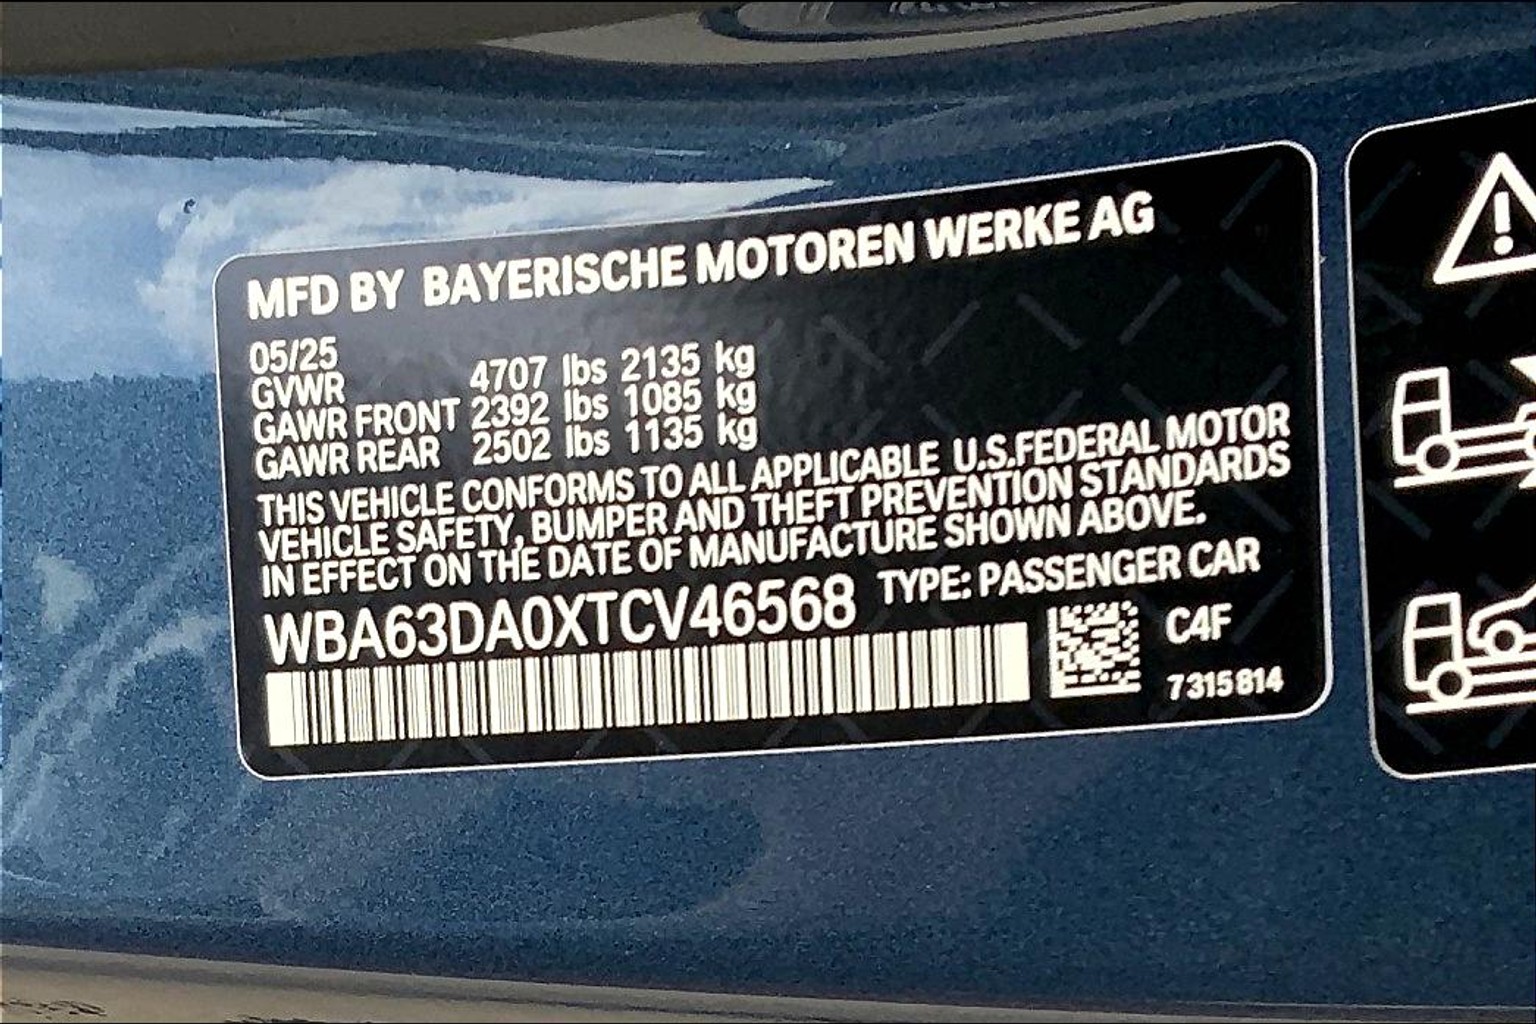 MFD BY BAYERISCHE MOTOREN WERKE AG
05/25
GVWR 4707 lbs 2135 kg
GAWR FRONT 2392 lbs 1085 kg
GAWR REAR 2502 lbs 1135 kg
THIS VEHICLE CONFORMS TO ALL APPLICABLE U.S.FEDERAL MOTOR
VEHICLE SAFETY, BUMPER AND THEFT PREVENTION STANDARDS
IN EFFECT ON THE DATE OF MANUFACTURE SHOWN ABOVE.
WBA63DA0XTCV46568 TYPE: PASSENGER CAR
C4F
7315814